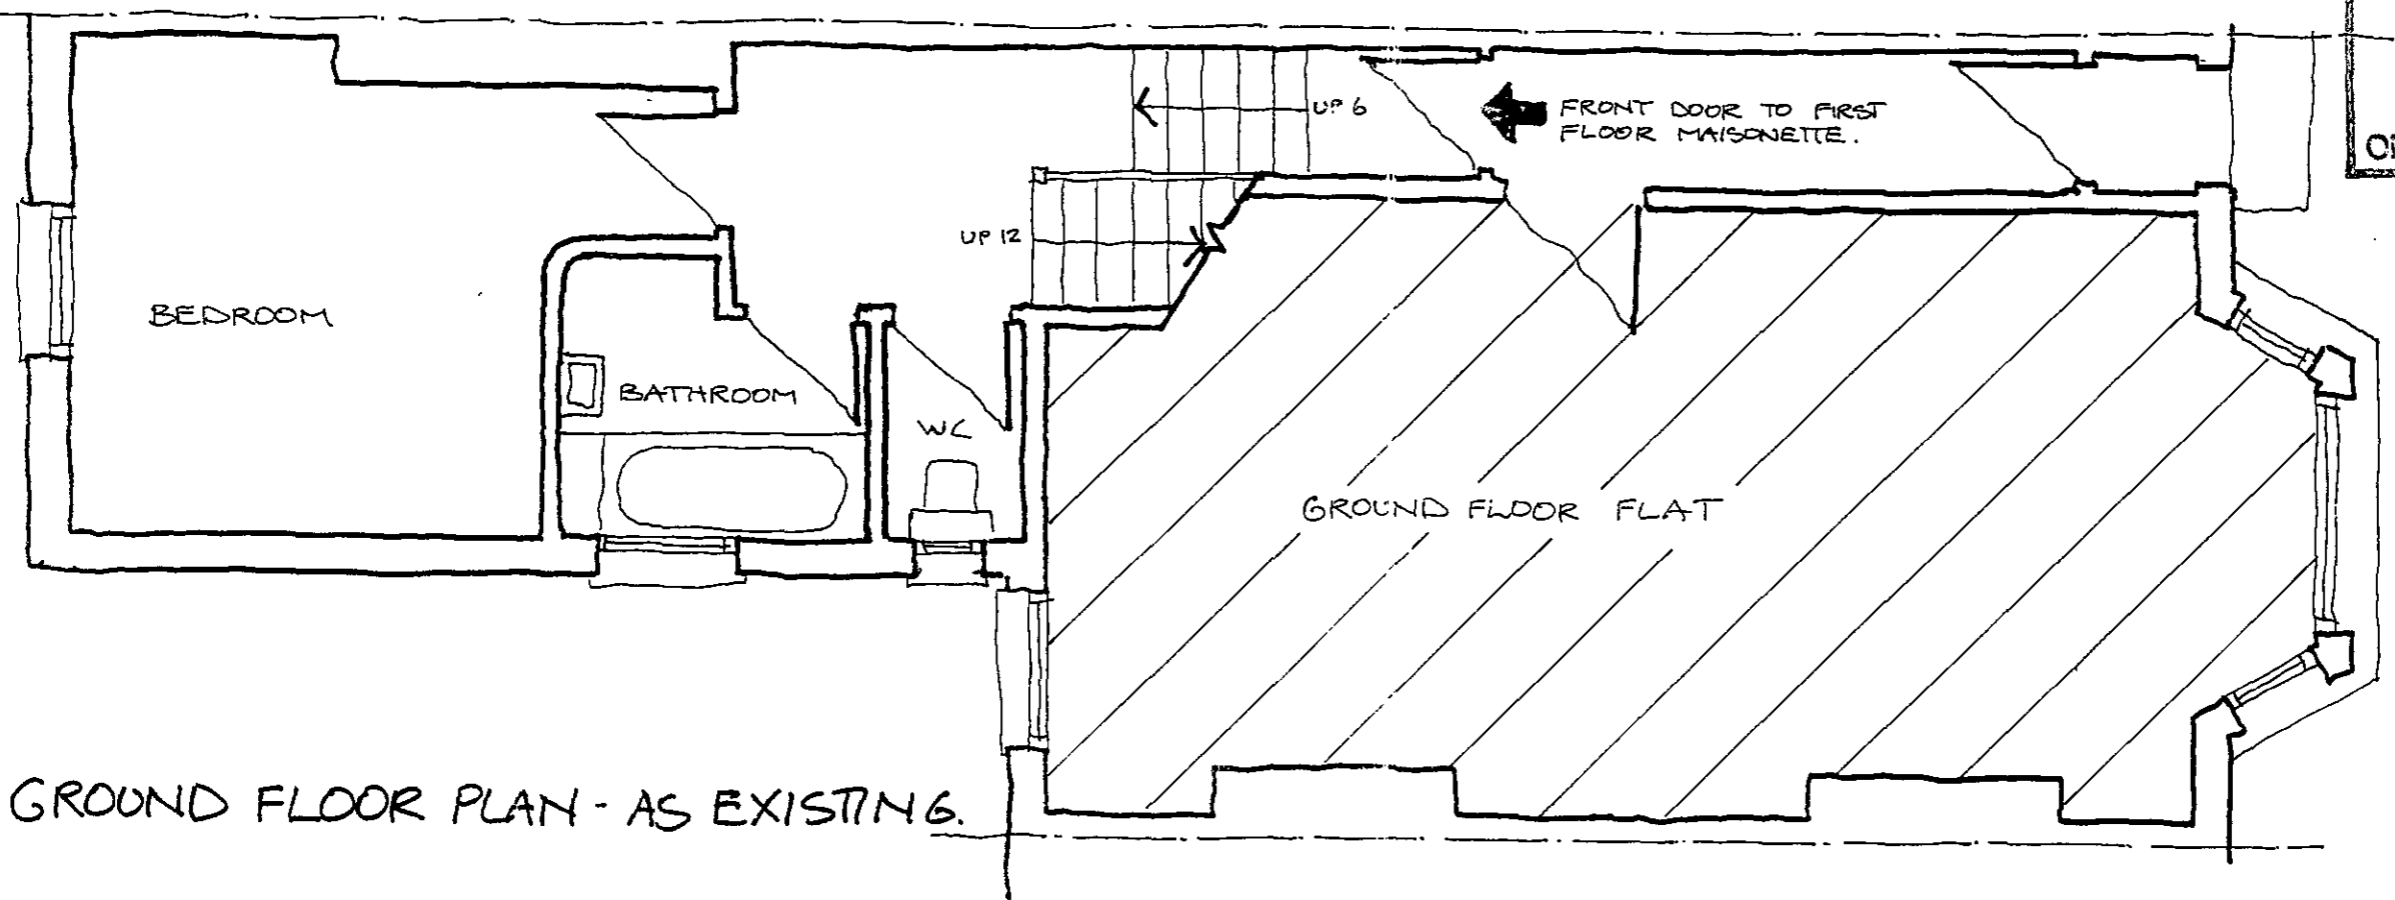 UP 6
FRONT DOOR TO FIRST
FLOOR MAISONETTE.
UP 12
BEDROOM
BATHROOM
WC
GROUND FLOOR FLAT
GROUND FLOOR PLAN - AS EXISTING.